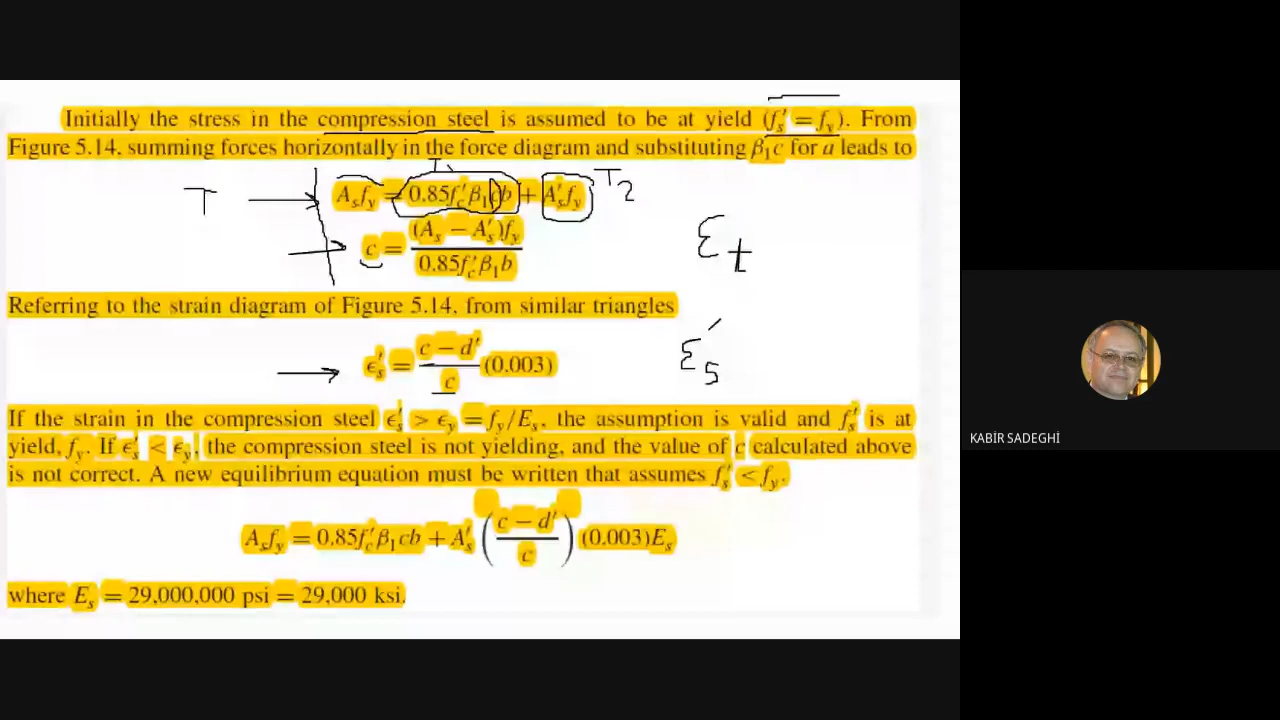 Initially the stress in the compression steel is assumed to be at yield (f′s = fy). From
Figure 5.14, summing forces horizontally in the force diagram and substituting β1c for a leads to
T
T Asfy = 0.85f′cβ1cb + A′sfy T2
c = (As − A′s)fy / 0.85f′cβ1b
εt
Referring to the strain diagram of Figure 5.14, from similar triangles
ϵ′s = c − d′ / c (0.003)
ε′s
If the strain in the compression steel ϵ′s > ϵy = fy/Es, the assumption is valid and f′s is at
yield, fy. If ϵ′s < ϵy, the compression steel is not yielding, and the value of c calculated above
is not correct. A new equilibrium equation must be written that assumes f′s < fy.
Asfy = 0.85f′cβ1cb + A′s (c − d′ / c) (0.003)Es
where Es = 29,000,000 psi = 29,000 ksi.
KABİR SADEGHİ